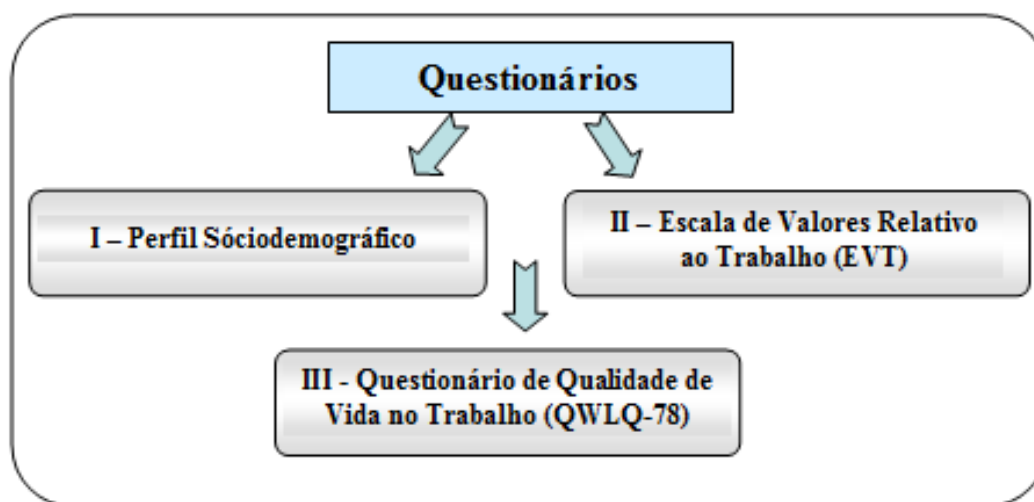 Questionários
I – Perfil Sóciodemográfico
II – Escala de Valores Relativo
ao Trabalho (EVT)
III - Questionário de Qualidade de
Vida no Trabalho (QWLQ-78)